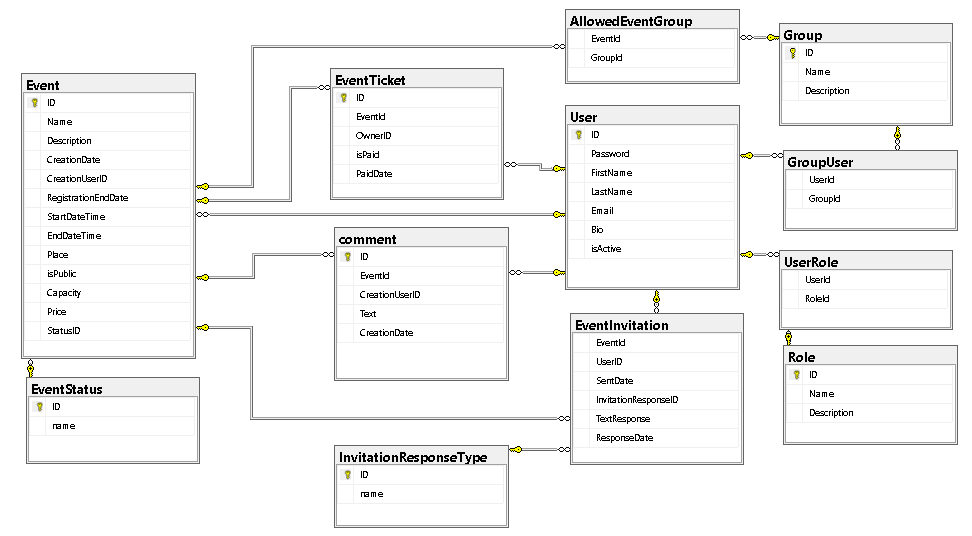 Event
ID
Name
Description
CreationDate
CreationUserID
RegistrationEndDate
StartDateTime
EndDateTime
Place
isPublic
Capacity
Price
StatusID
EventStatus
ID
name
EventTicket
ID
EventId
OwnerID
isPaid
PaidDate
comment
ID
EventId
CreationUserID
Text
CreationDate
InvitationResponseType
ID
name
AllowedEventGroup
EventId
GroupId
User
ID
Password
FirstName
LastName
Email
Bio
isActive
EventInvitation
EventId
UserID
SentDate
InvitationResponseID
TextResponse
ResponseDate
Group
ID
Name
Description
GroupUser
UserId
GroupId
UserRole
UserId
RoleId
Role
ID
Name
Description